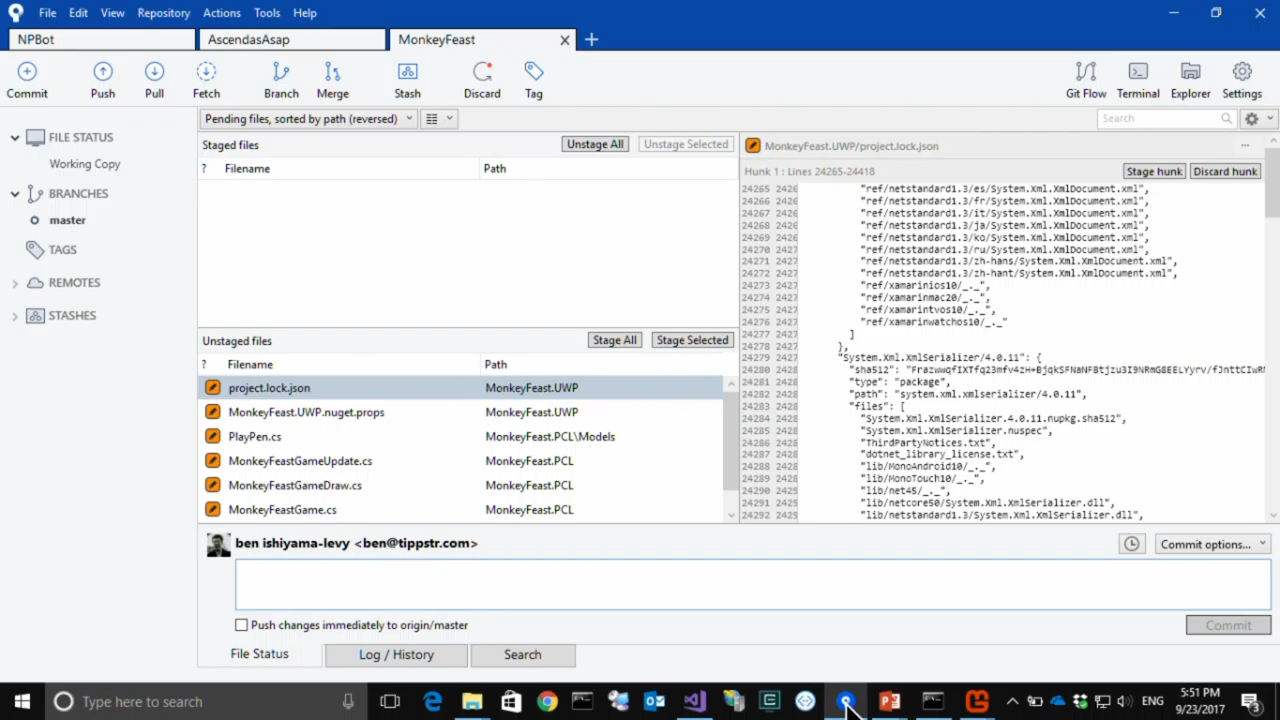 File Edit View Repository Actions Tools Help
NPBot AscendasAsap MonkeyFeast
Commit Push Pull Fetch Branch Merge Stash Discard Tag Git Flow Terminal Explorer Settings
Pending files, sorted by path (reversed) Search
FILE STATUS
Working Copy
BRANCHES
master
TAGS
REMOTES
STASHES
Staged files Unstage All Unstage Selected
? Filename Path
Unstaged files Stage All Stage Selected
? Filename Path
project.lock.json MonkeyFeast.UWP
MonkeyFeast.UWP.nuget.props MonkeyFeast.UWP
PlayPen.cs MonkeyFeast.PCL\Models
MonkeyFeastGameUpdate.cs MonkeyFeast.PCL
MonkeyFeastGameDraw.cs MonkeyFeast.PCL
MonkeyFeastGame.cs MonkeyFeast.PCL
MonkeyFeast.UWP/project.lock.json
Hunk 1 : Lines 24265-24418 Stage hunk Discard hunk
24265 2426 "ref/netstandard1.3/es/System.Xml.XmlDocument.xml",
24266 2426 "ref/netstandard1.3/fr/System.Xml.XmlDocument.xml",
24267 2426 "ref/netstandard1.3/it/System.Xml.XmlDocument.xml",
24268 2426 "ref/netstandard1.3/ja/System.Xml.XmlDocument.xml",
24269 2426 "ref/netstandard1.3/ko/System.Xml.XmlDocument.xml",
24270 2427 "ref/netstandard1.3/ru/System.Xml.XmlDocument.xml",
24271 2427 "ref/netstandard1.3/zh-hans/System.Xml.XmlDocument.xml",
24272 2427 "ref/netstandard1.3/zh-hant/System.Xml.XmlDocument.xml",
24273 2427 "ref/xamarinios10/_._",
24274 2427 "ref/xamarinmac20/_._",
24275 2427 "ref/xamarintvos10/_._",
24276 2427 "ref/xamarinwatchos10/_._"
24277 2427 ]
24278 2427 },
24279 2427 "System.Xml.XmlSerializer/4.0.11": {
24280 2428 "sha512":
24281 2428 "type": "package",
24282 2428 "path": "system.xml.xmlserializer/4.0.11",
24283 2428 "files": [
24284 2428 "System.Xml.XmlSerializer.4.0.11.nupkg.sha512",
24285 2428 "System.Xml.XmlSerializer.nuspec",
24286 2428 "ThirdPartyNotices.txt",
24287 2428 "dotnet_library_license.txt",
24288 2428 "lib/MonoAndroid10/_._",
24289 2428 "lib/MonoTouch10/_._",
24290 2429 "lib/net45/_._",
24291 2429 "lib/netcore50/System.Xml.XmlSerializer.dll",
24292 2429 "lib/netstandard1.3/System.Xml.XmlSerializer.dll",
ben ishiyama-levy <ben@tippstr.com> Commit options...
Push changes immediately to origin/master Commit
File Status Log / History Search
Type here to search ENG 5:51 PM
9/23/2017 3